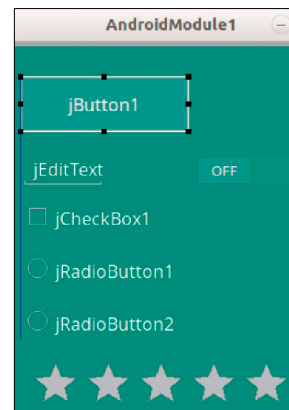 AndroidModule1
jButton1
jEditText OFF
jCheckBox1
jRadioButton1
jRadioButton2